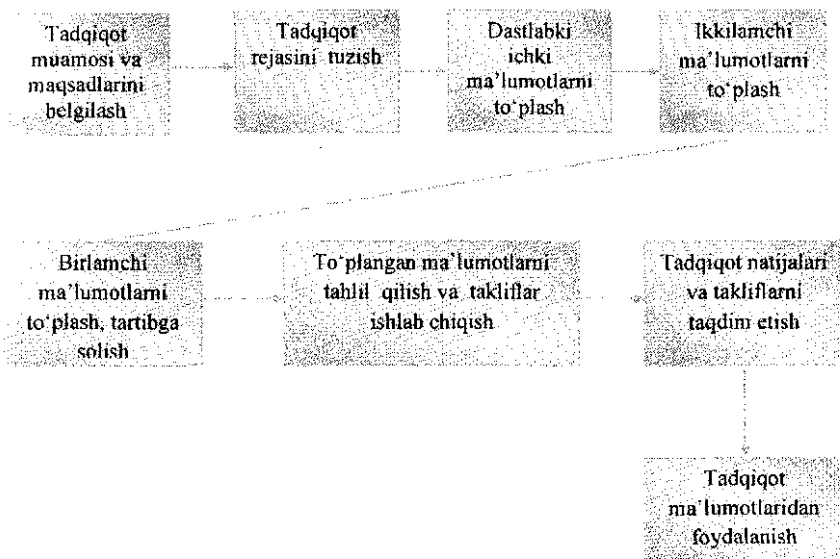 Tadqiqot
muamosi va
maqsadlarini
belgilash
Tadqiqot
rejasini tuzish
Dastlabki
ichki
ma’lumotlarni
to‘plash
Ikkilamchi
ma’lumotlarni
to‘plash
Birlamchi
ma’lumotlarni
to‘plash, tartibga
solish
To‘plangan ma’lumotlarni
tahlil qilish va takliflar
ishlab chiqish
Tadqiqot natijalari
va takliflarni
taqdim etish
Tadqiqot
ma’lumotlaridan
foydalanish